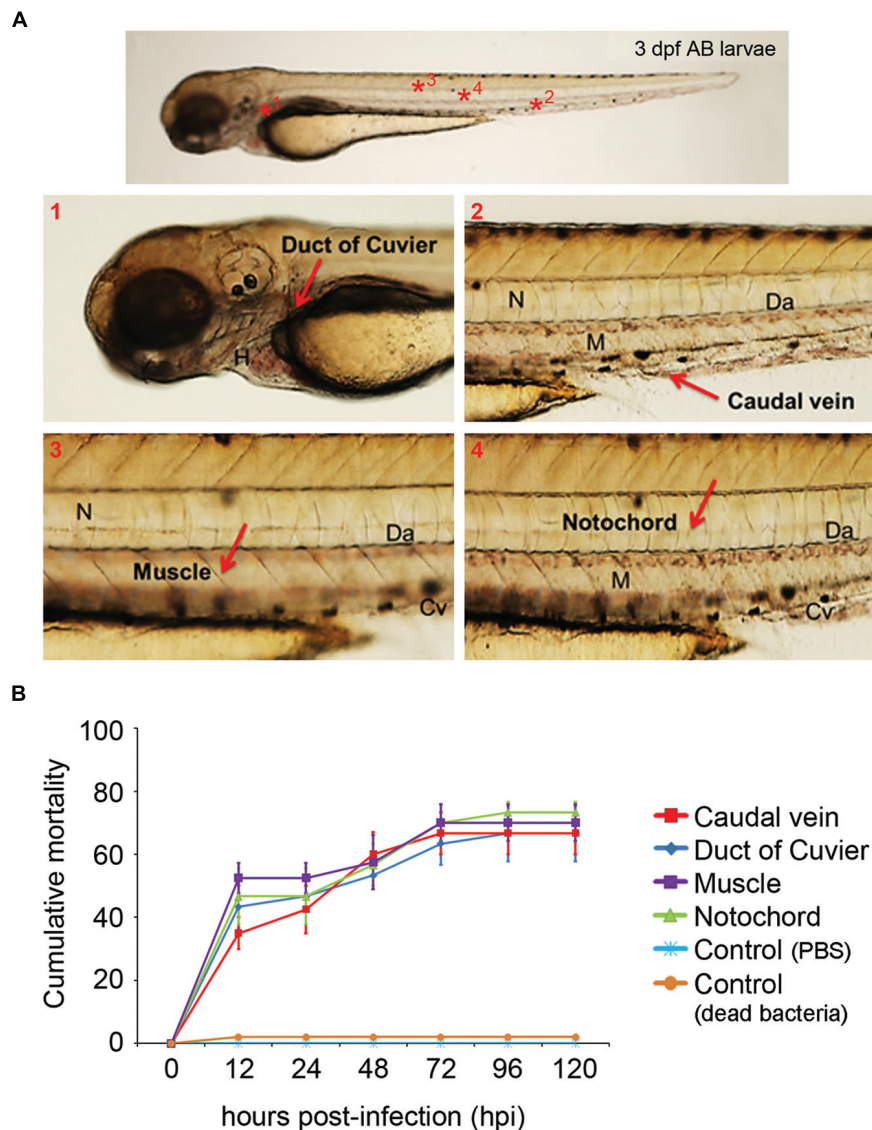 A
3 dpf AB larvae
*1
*3
*4
*2
1
Duct of Cuvier
H
2
N
Da
M
Caudal vein
3
N
Da
Muscle
Cv
4
Notochord
Da
M
Cv
B
Cumulative mortality
100
80
60
40
20
0
0 12 24 48 72 96 120
hours post-infection (hpi)
Caudal vein
Duct of Cuvier
Muscle
Notochord
Control (PBS)
Control
(dead bacteria)